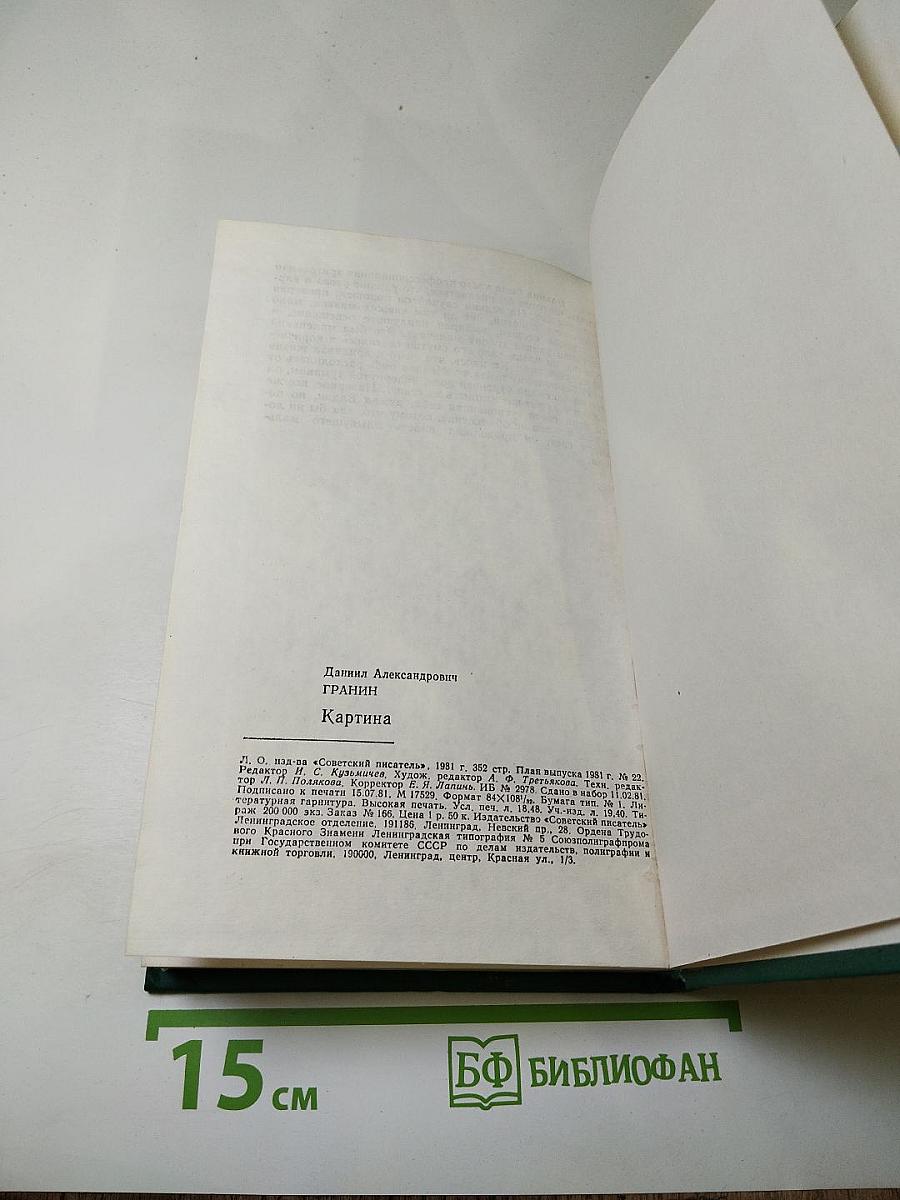 Даниил Александрович
ГРАНИН
Картина
Л. О. изд-ва «Советский писатель», 1981 г. 352 стр. План выпуска 1981 г. № 22.
Редактор И. С. Кузьмичев. Худож. редактор А. Ф. Третьякова. Техн. редак-
тор Л. П. Полякова. Корректор Е. Я. Лапинь. ИБ № 2978. Сдано в набор 11.02.81.
Подписано к печати 15.07.81. М 17529. Формат 84×108¹/₃₂. Бумага тип. № 1. Ли-
тературная гарнитура. Высокая печать. Усл. печ. л. 18,48. Уч.-изд. л. 19,40. Ти-
раж 200 000 экз. Заказ № 166. Цена 1 р. 50 к. Издательство «Советский писатель»
Ленинградское отделение. 191186, Ленинград, Невский пр., 28. Ордена Трудо-
вого Красного Знамени Ленинградская типография № 5 Союзполиграфпрома
при Государственном комитете СССР по делам издательств, полиграфии и
книжной торговли. 190000, Ленинград, центр, Красная ул., 1/3.
15 см
БФ БИБЛИОФАН